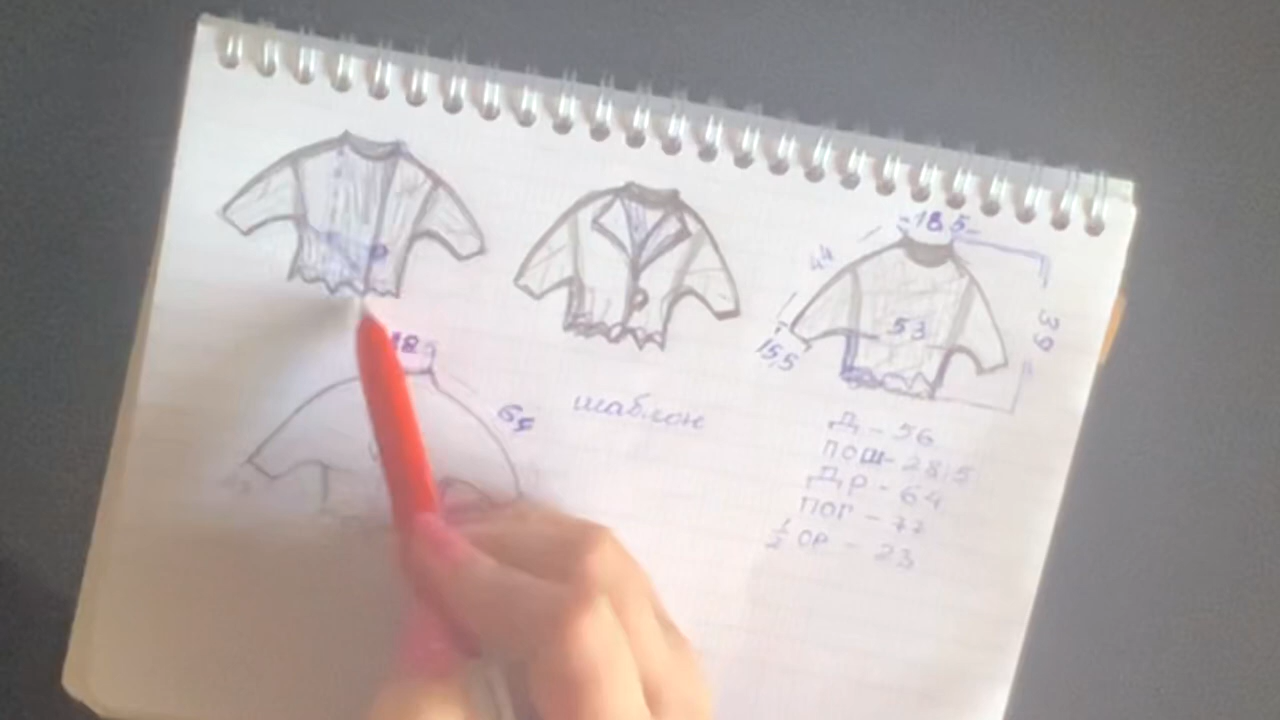 18,5
44
53
39
15,5
18
65
шаблон
Д - 56
ПОШ - 28,5
ДР - 64
ПОГ - 77
1/2 ОР - 23